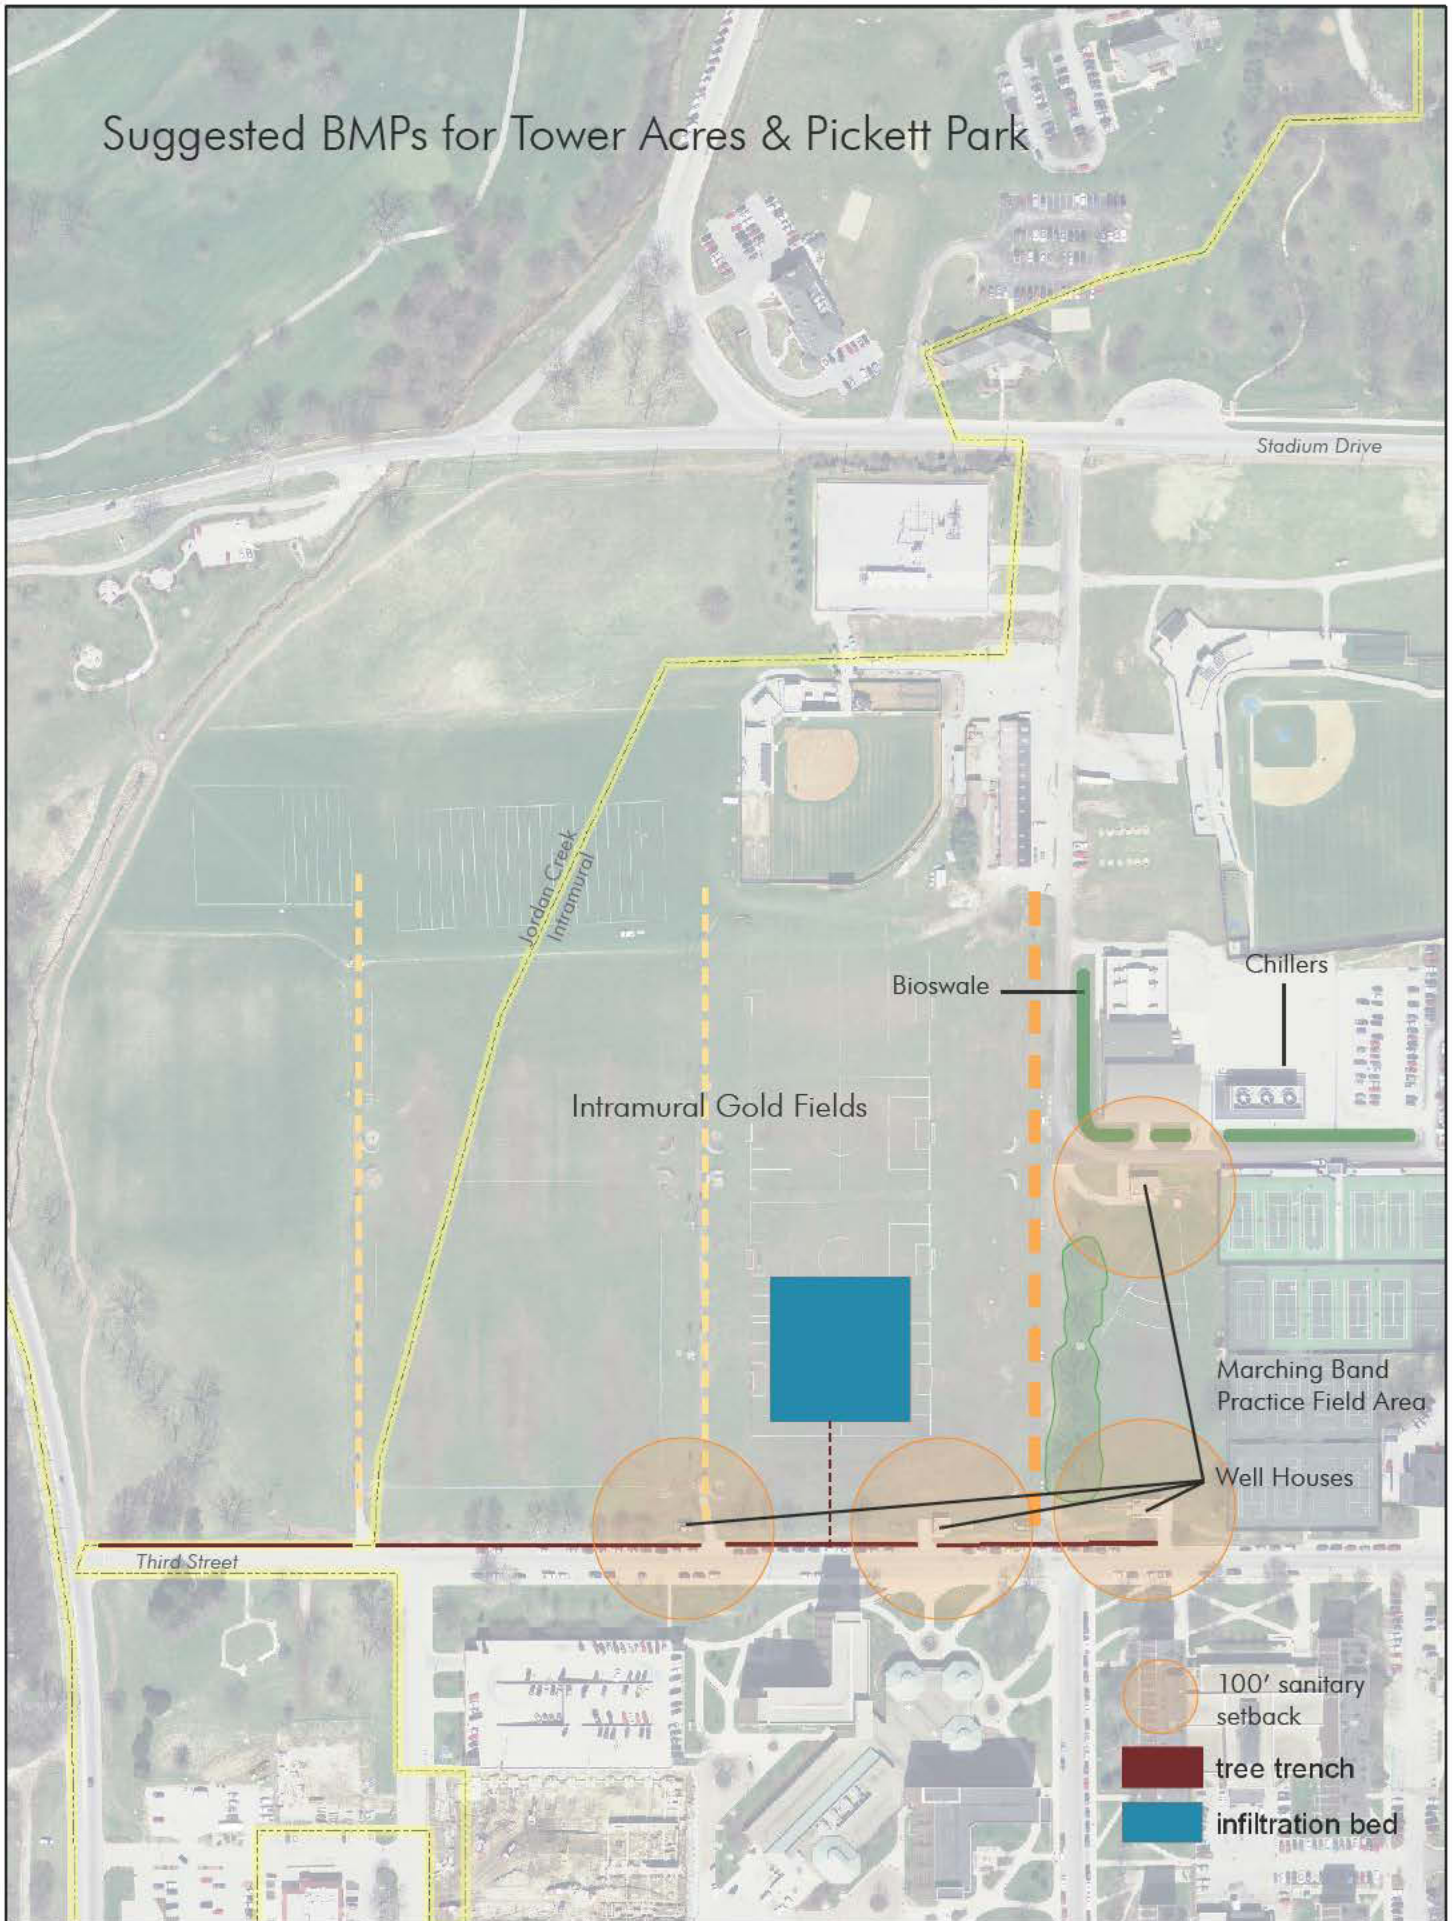 Suggested BMPs for Tower Acres & Pickett Park
Stadium Drive
Jordan Creek
Intramural
Bioswale
Chillers
Intramural Gold Fields
Marching Band
Practice Field Area
Well Houses
Third Street
100' sanitary
setback
tree trench
infiltration bed